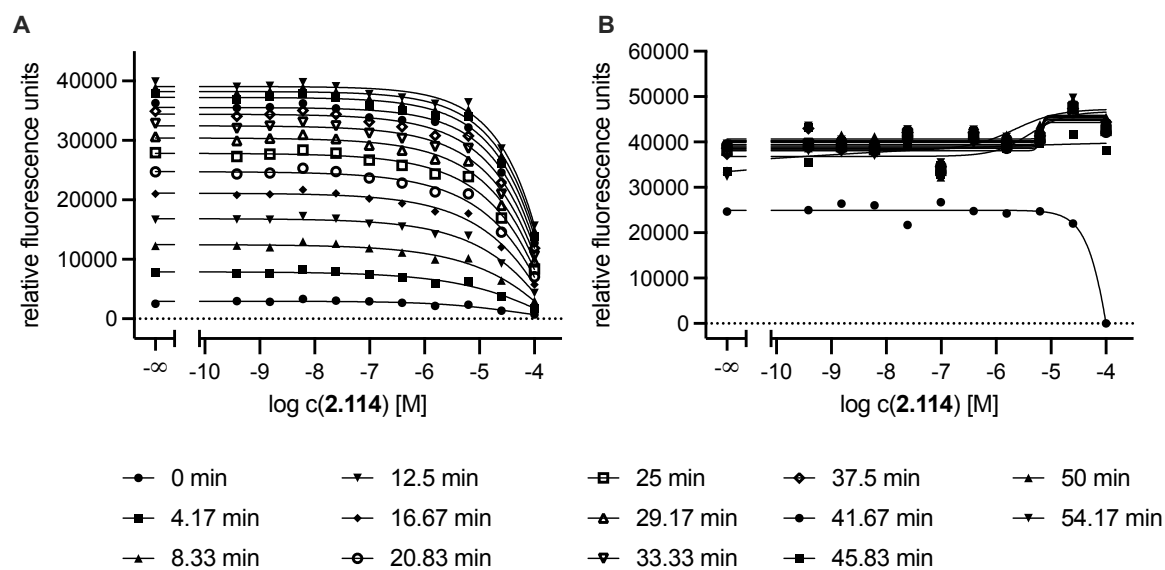 A
B
relative fluorescence units
40000
30000
20000
10000
0
-∞
-10 -9 -8 -7 -6 -5 -4
log c(2.114) [M]
relative fluorescence units
60000
50000
40000
30000
20000
10000
0
-∞
-10 -9 -8 -7 -6 -5 -4
log c(2.114) [M]
0 min 12.5 min 25 min 37.5 min 50 min
4.17 min 16.67 min 29.17 min 41.67 min 54.17 min
8.33 min 20.83 min 33.33 min 45.83 min